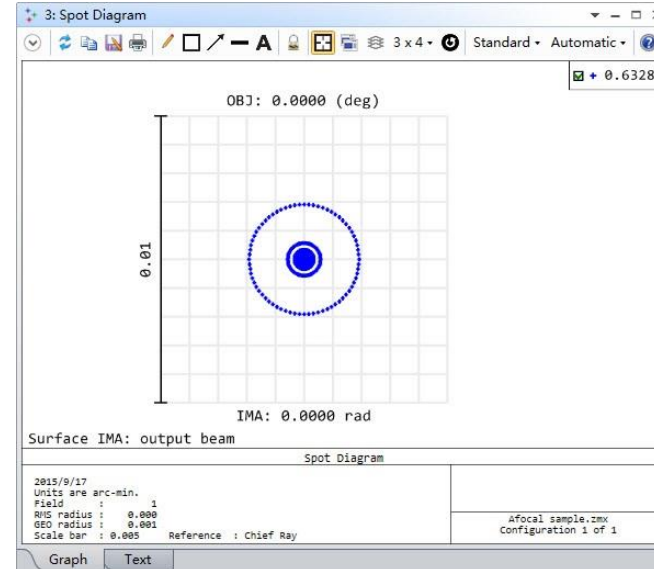 3: Spot Diagram
A 3 x 4 Standard Automatic
+ 0.6328
OBJ: 0.0000 (deg)
0.01
IMA: 0.0000 rad
Surface IMA: output beam
Spot Diagram
2015/9/17
Units are arc-min.
Field : 1
RMS radius : 0.000
GEO radius : 0.001
Scale bar : 0.005 Reference : Chief Ray
Afocal sample.zmx
Configuration 1 of 1
Graph Text